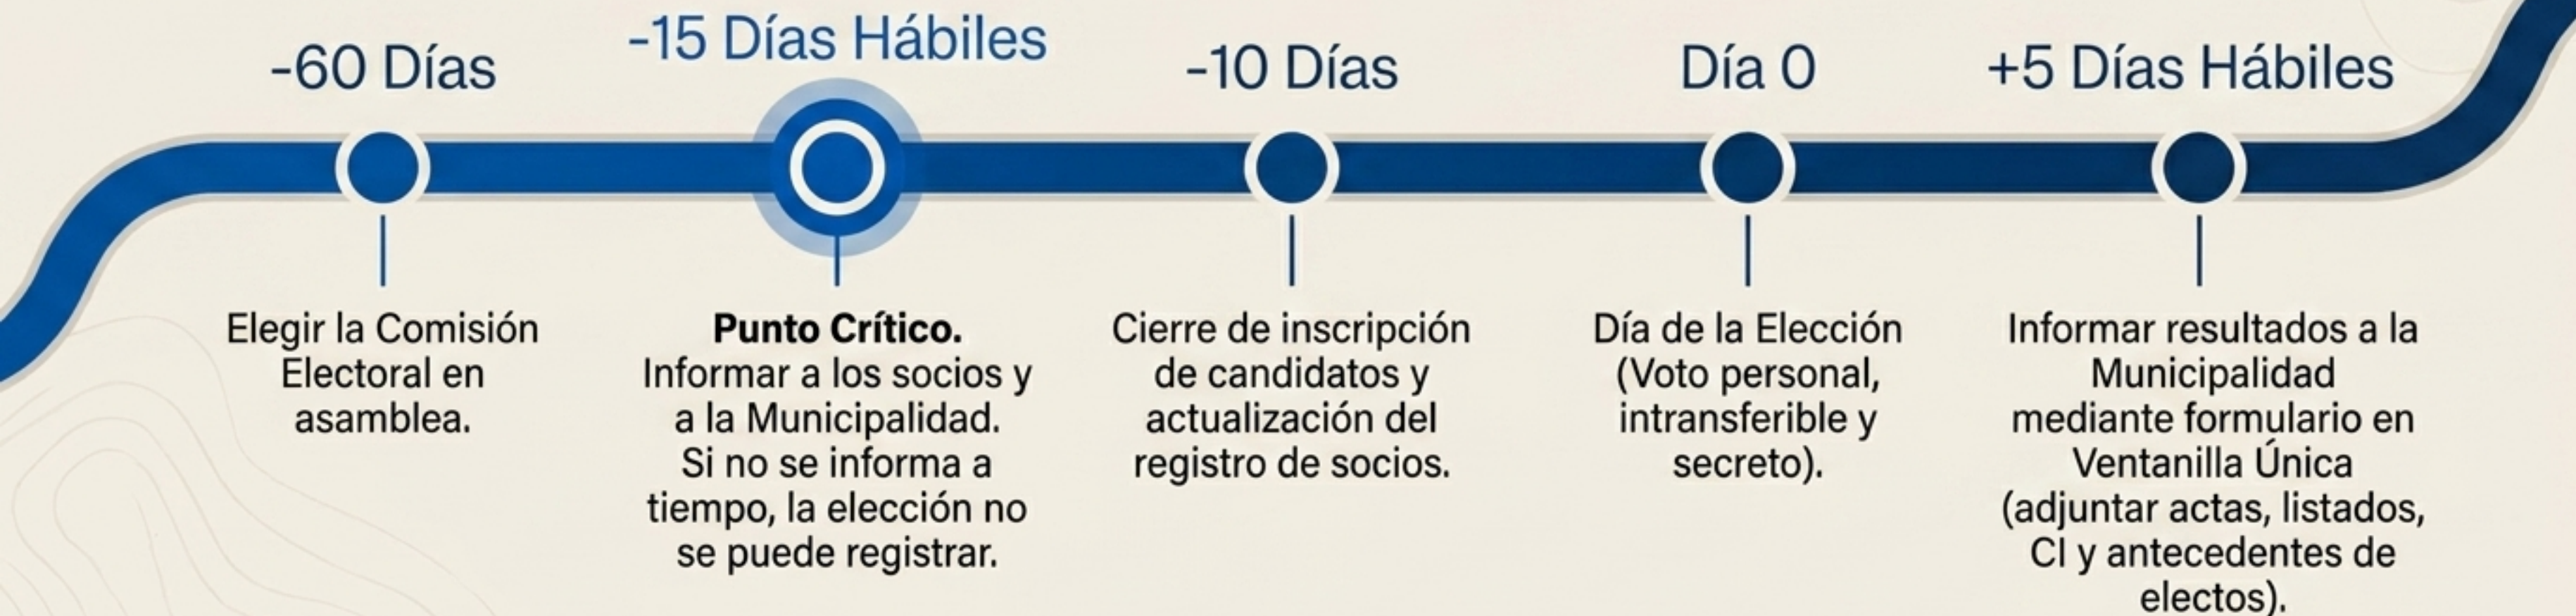 -60 Días
Elegir la Comisión
Electoral en
asamblea.
-15 Días Hábiles
Punto Crítico.
Informar a los socios y
a la Municipalidad.
Si no se informa a
tiempo, la elección no
se puede registrar.
-10 Días
Cierre de inscripción
de candidatos y
actualización del
registro de socios.
Día 0
Día de la Elección
(Voto personal,
intransferible y
secreto).
+5 Días Hábiles
Informar resultados a la
Municipalidad
mediante formulario en
Ventanilla Única
(adjuntar actas, listados,
CI y antecedentes de
electos).